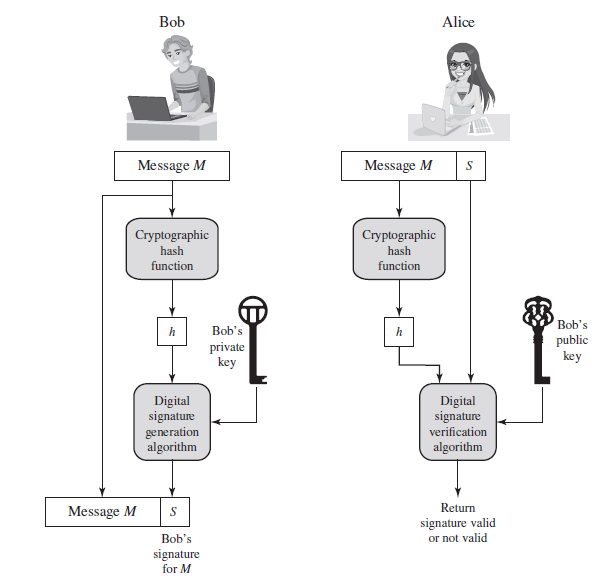 Bob
Message M
Cryptographic
hash
function
h
Bob's
private
key
Digital
signature
generation
algorithm
Message M S
Bob's
signature
for M
Alice
Message M S
Cryptographic
hash
function
h
Bob's
public
key
Digital
signature
verification
algorithm
Return
signature valid
or not valid